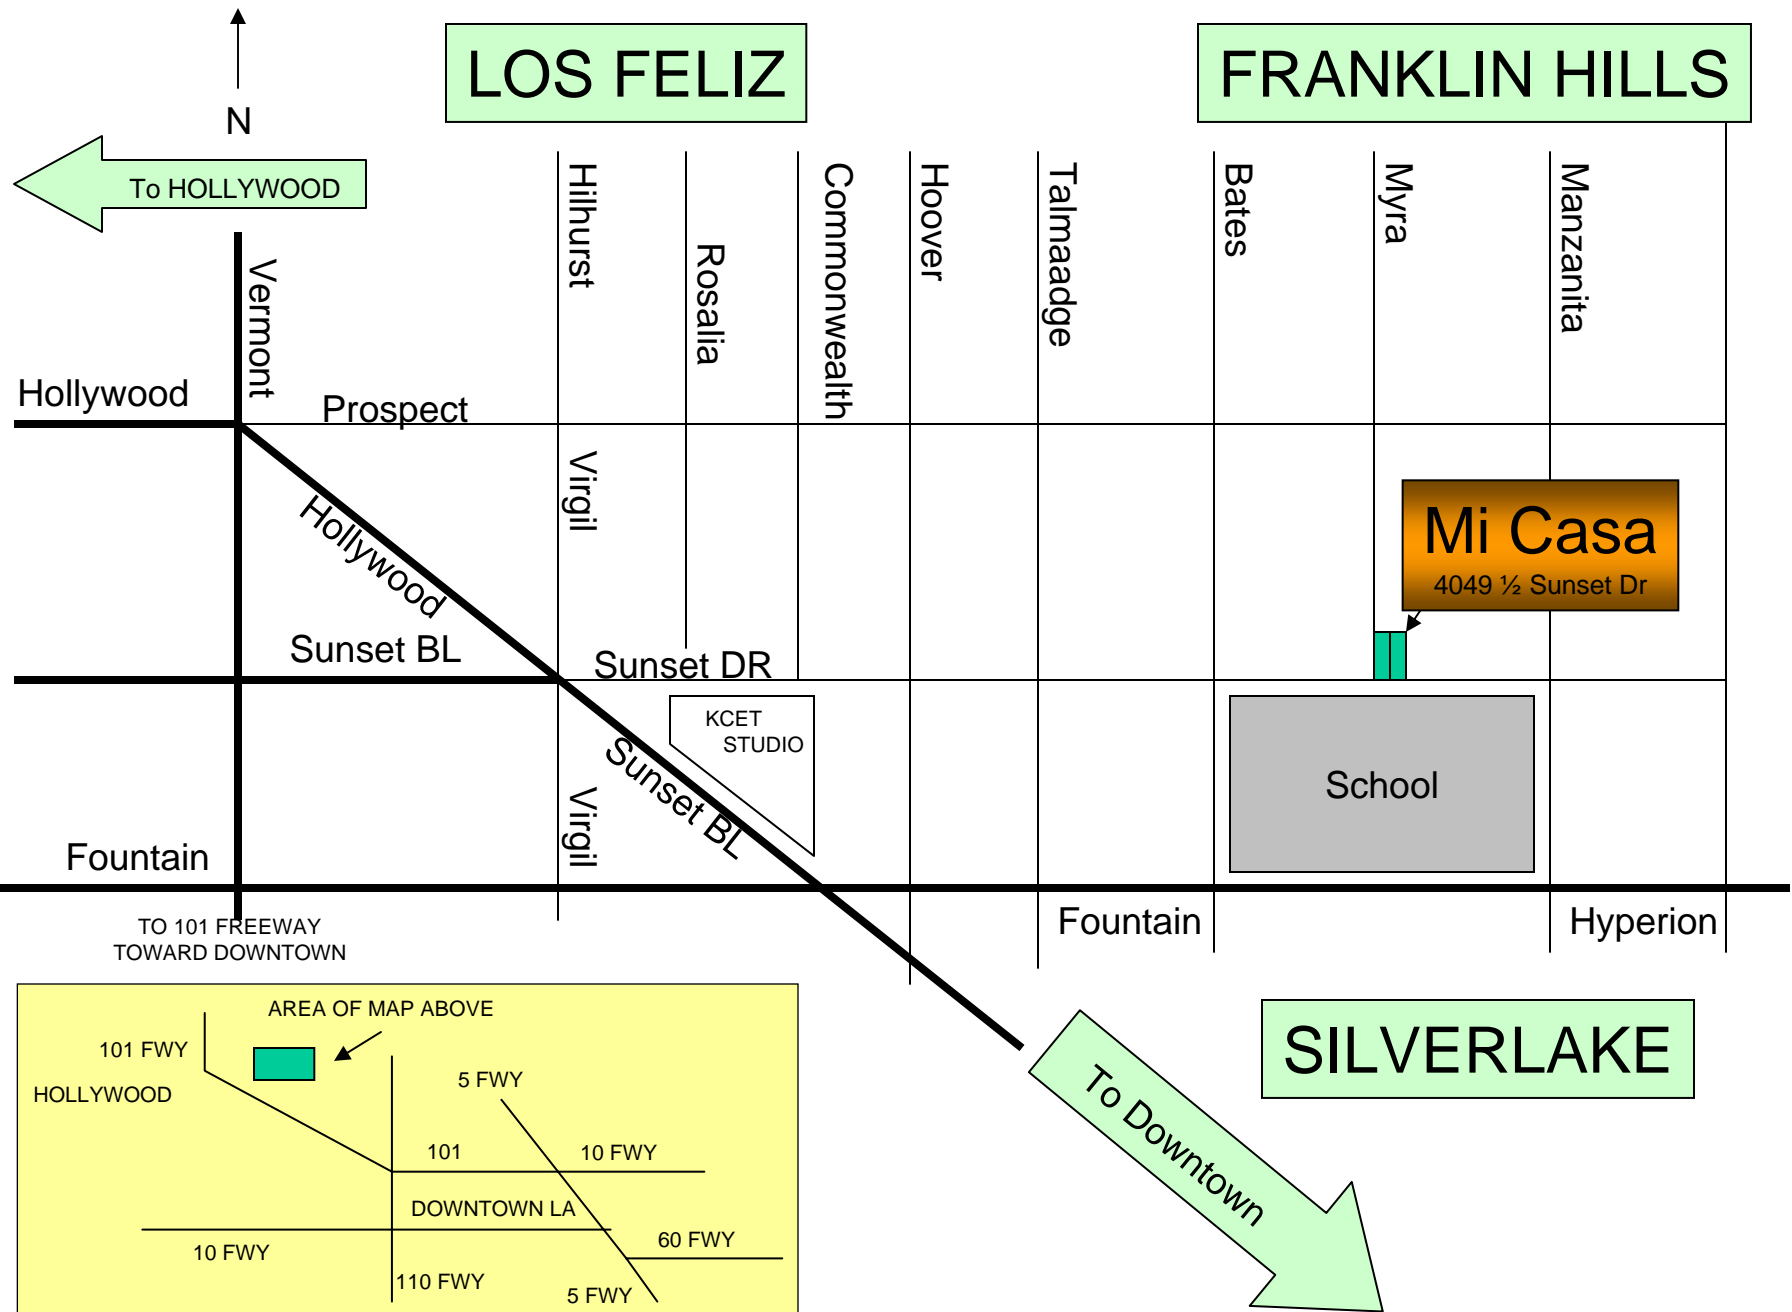 LOS FELIZ
FRANKLIN HILLS
N
To HOLLYWOOD
Vermont
Hilhurst
Rosalia
Commonwealth
Hoover
Talmaadge
Bates
Myra
Manzanita
Hollywood
Prospect
Virgil
Hollywood
Mi Casa
4049 ½ Sunset Dr
Sunset BL
Sunset DR
KCET
STUDIO
Sunset BL
Virgil
School
Fountain
Fountain
Hyperion
TO 101 FREEWAY
TOWARD DOWNTOWN
AREA OF MAP ABOVE
101 FWY
HOLLYWOOD
5 FWY
101
10 FWY
DOWNTOWN LA
10 FWY
60 FWY
110 FWY
5 FWY
SILVERLAKE
To Downtown